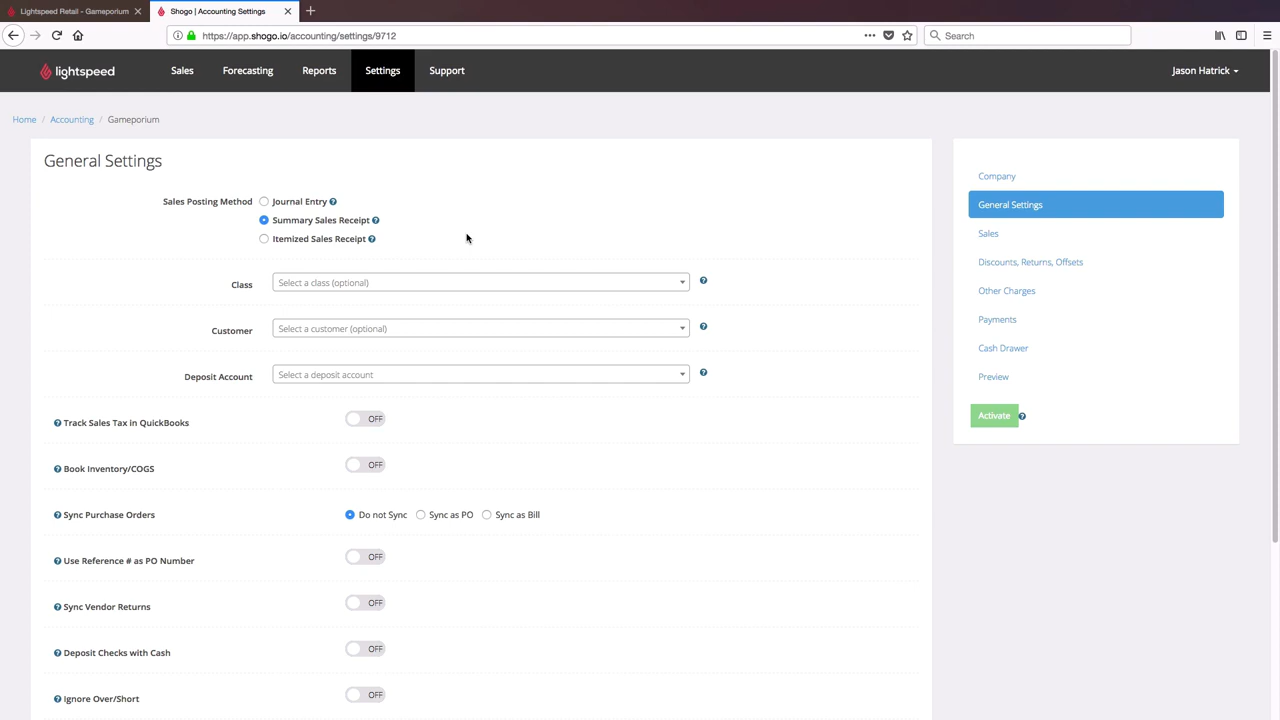 Lightspeed Retail - Gameporium
Shogo | Accounting Settings
https://app.shogo.io/accounting/settings/9712
Search
lightspeed
Sales
Forecasting
Reports
Settings
Support
Jason Hatrick
Home / Accounting / Gameporium
General Settings
Sales Posting Method
Journal Entry ?
Summary Sales Receipt ?
Itemized Sales Receipt ?
Class
Select a class (optional)
?
Customer
Select a customer (optional)
?
Deposit Account
Select a deposit account
?
? Track Sales Tax in QuickBooks
OFF
? Book Inventory/COGS
OFF
? Sync Purchase Orders
Do not Sync
Sync as PO
Sync as Bill
? Use Reference # as PO Number
OFF
? Sync Vendor Returns
OFF
? Deposit Checks with Cash
OFF
? Ignore Over/Short
OFF
Company
General Settings
Sales
Discounts, Returns, Offsets
Other Charges
Payments
Cash Drawer
Preview
Activate ?